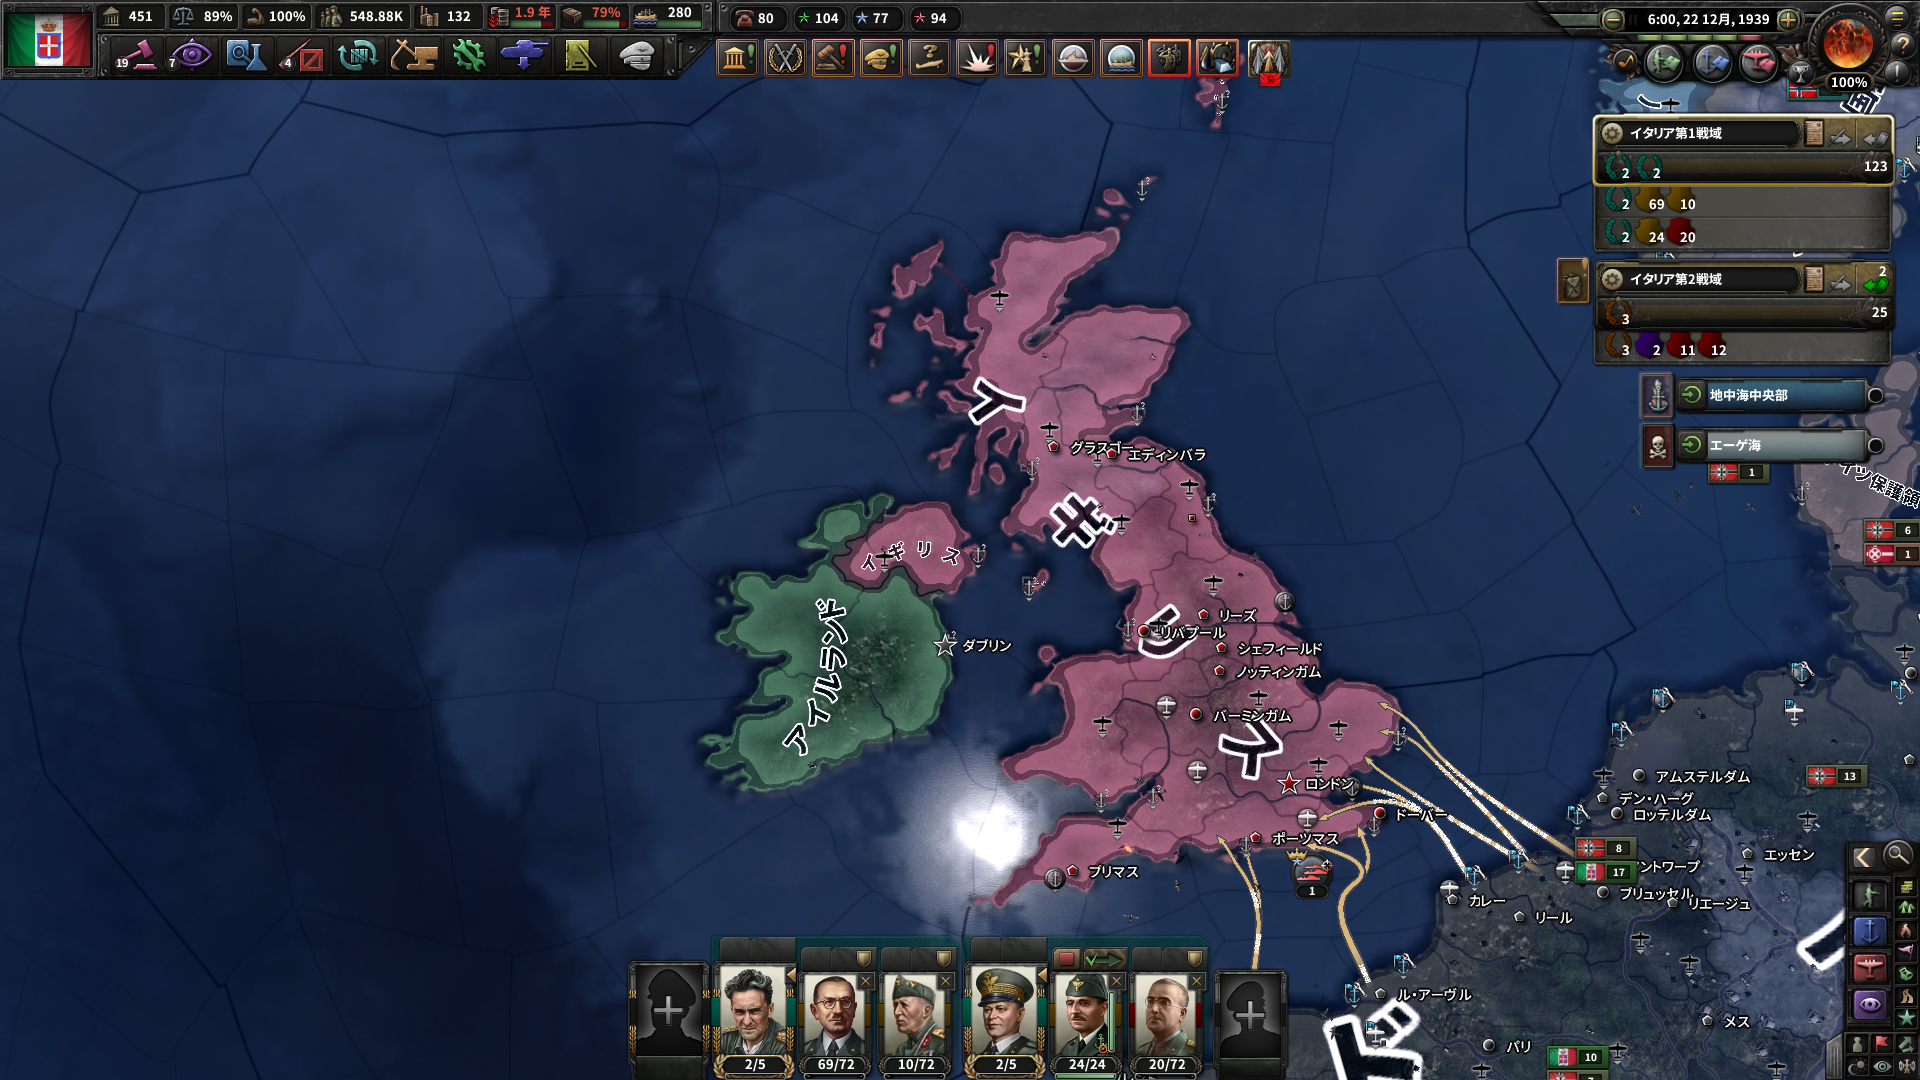 451
89%
100%
548.88K
132
1.9 年
79%
280
80
104
77
94
6:00, 22 12月, 1939
100%
19
7
4
イタリア第1戦域
2
2
123
2
69
10
2
24
20
イタリア第2戦域
2
3
25
3
2
11
12
地中海中央部
エーゲ海
1
6
1
イギリス
グラスゴー
エディンバラ
イギリス
アイルランド
ダブリン
リーズ
リバプール
シェフィールド
ノッティンガム
バーミンガム
ロンドン
ドーバー
ポーツマス
プリマス
1
アムステルダム
デン・ハーグ
ロッテルダム
13
8
17
ントワープ
エッセン
ブリュッセル
リエージュ
カレー
リール
ル・アーヴル
メス
パリ
10
2/5
69/72
10/72
2/5
24/24
20/72